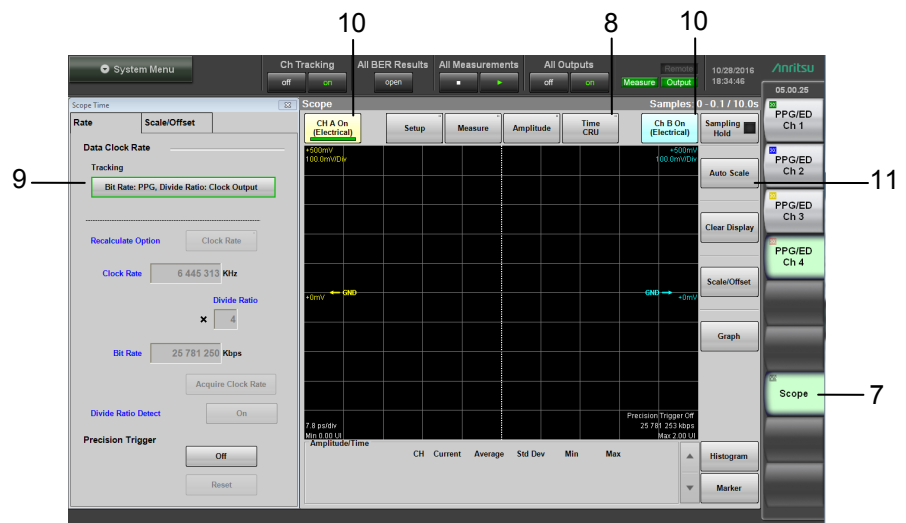 10
8
10
System Menu
Ch Tracking
off on
All BER Results
open
All Measurements
All Outputs
off on
Remote
Measure Output
10/28/2016
18:34:46
Anritsu
05.00.25
Scope Time
Rate
Scale/Offset
Data Clock Rate
Tracking
Bit Rate: PPG, Divide Ratio: Clock Output
9
Recalculate Option
Clock Rate
Clock Rate
6 445 313 KHz
Divide Ratio
× 4
Bit Rate
25 781 250 Kbps
Acquire Clock Rate
Divide Ratio Detect
On
Precision Trigger
Off
Reset
Scope
Samples: 0 - 0.1 / 10.0s
CH A On
(Electrical)
Setup
Measure
Amplitude
Time
CRU
Ch B On
(Electrical)
Sampling
Hold
+500mV
100.0mV/Div
+500mV
100.0mV/Div
GND
+0mV
GND
+0mV
7.8 ps/div
Min 0.00 UI
Precision Trigger Off
25 781 253 kbps
Max 2.00 UI
Auto Scale
11
Clear Display
Scale/Offset
Graph
Amplitude/Time
CH Current Average Std Dev Min Max
Histogram
Marker
PPG/ED
Ch 1
PPG/ED
Ch 2
PPG/ED
Ch 3
PPG/ED
Ch 4
Scope
7